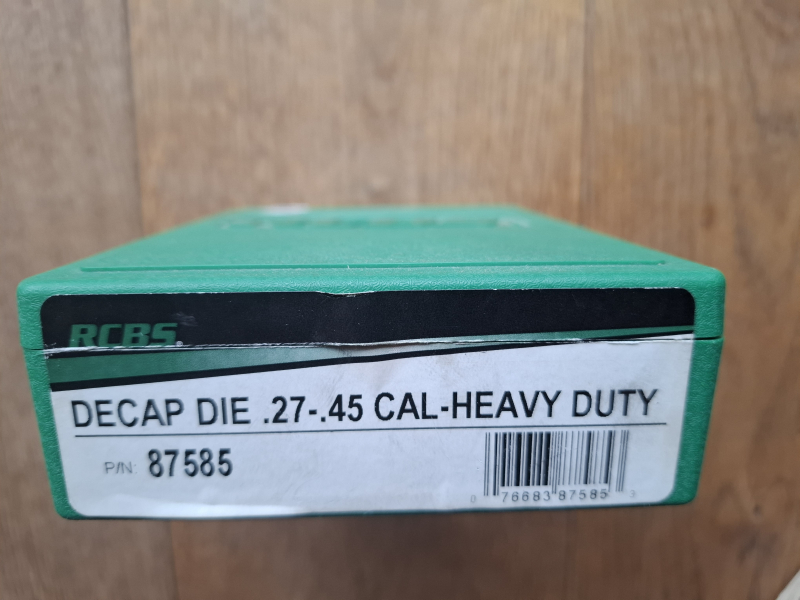 RCBS.
DECAP DIE .27-.45 CAL-HEAVY DUTY
P/N: 87585
0 76683 87585 3